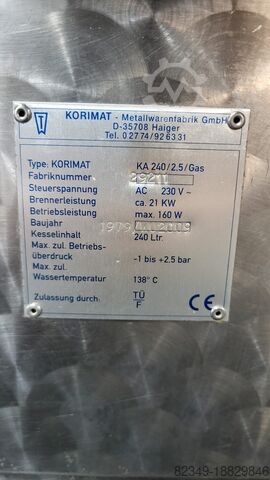 KORIMAT - Metallwarenfabrik GmbH
D-35708 Haiger
Tel. 02774/926331
Type: KORIMAT KA 240/2.5/Gas
Fabriknummer 29211
Steuerspannung AC 230 V~
Brennerleistung ca. 21 KW
Betriebsleistung max. 160 W
Baujahr
Kesselinhalt 240 Ltr.
Max. zul. Betriebs-
überdruck -1 bis +2.5 bar
Max. zul.
Wassertemperatur 138° C
Zulassung durch: TÜ
F
CE
82349-18829846